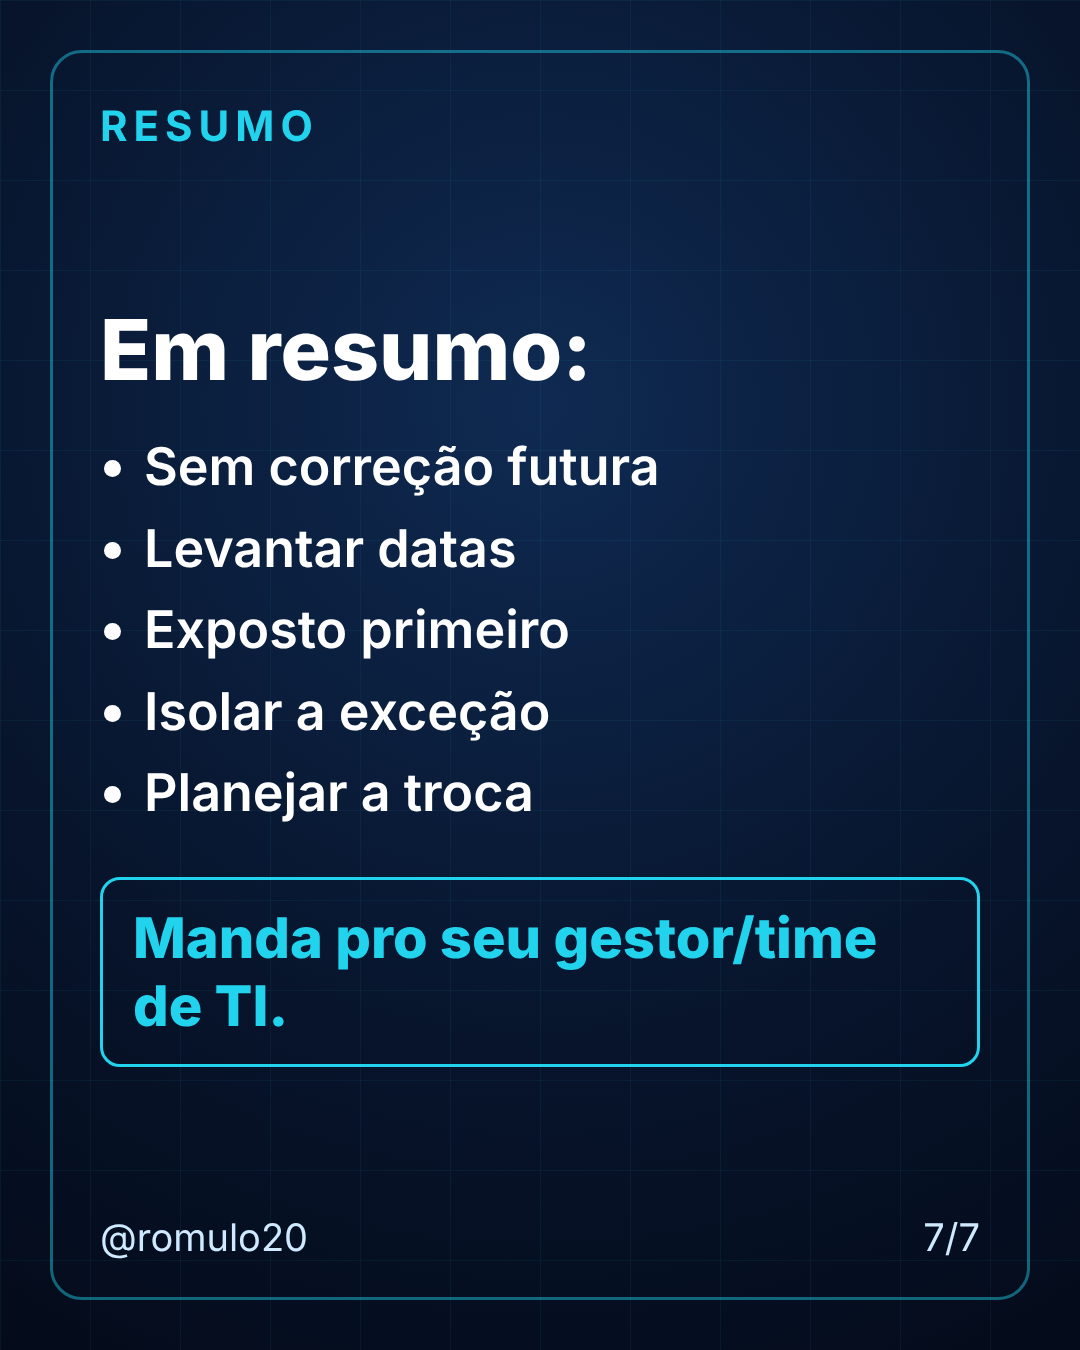 RESUMO
Em resumo:
• Sem correção futura
• Levantar datas
• Exposto primeiro
• Isolar a exceção
• Planejar a troca
Manda pro seu gestor/time
de TI.
@romulo20
7/7